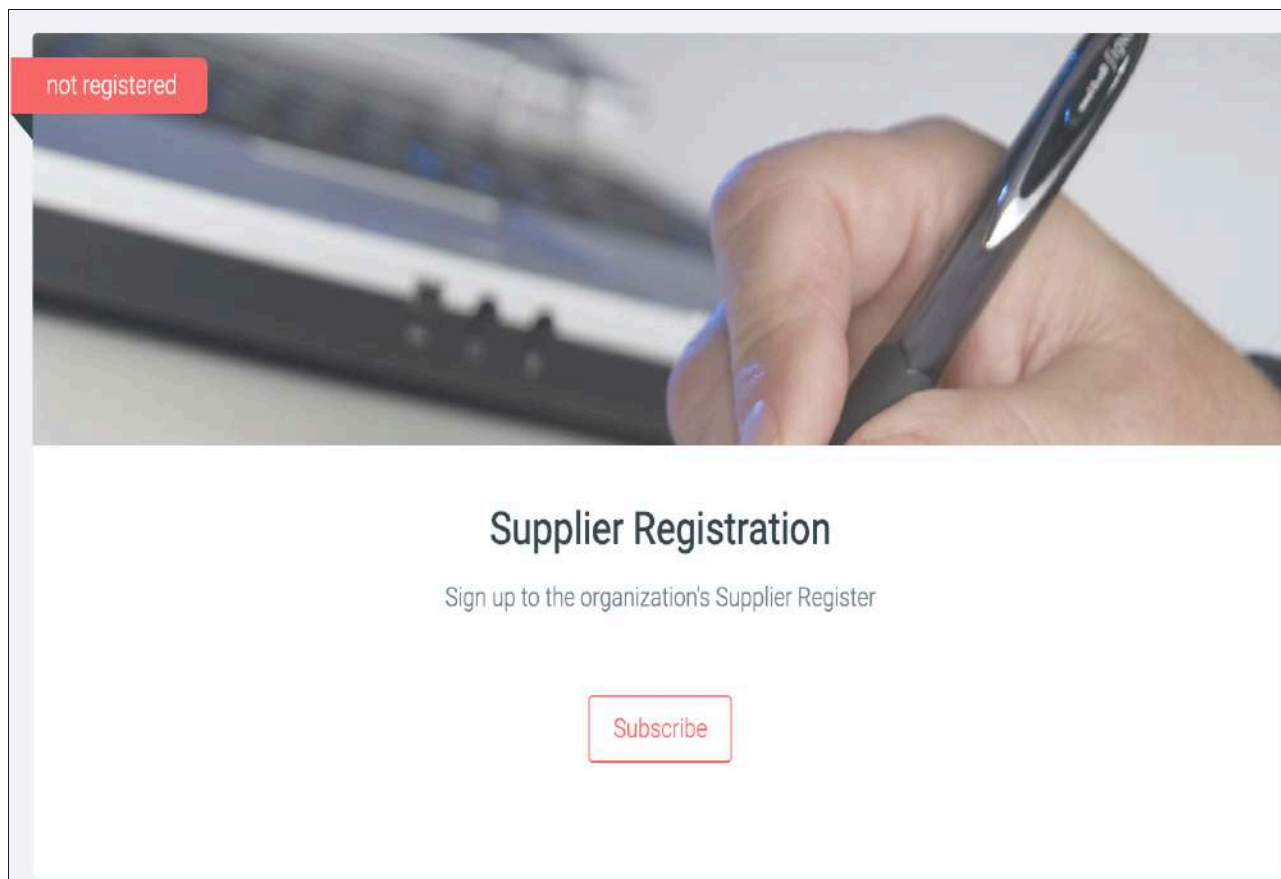 not registered
Supplier Registration
Sign up to the organization's Supplier Register
Subscribe